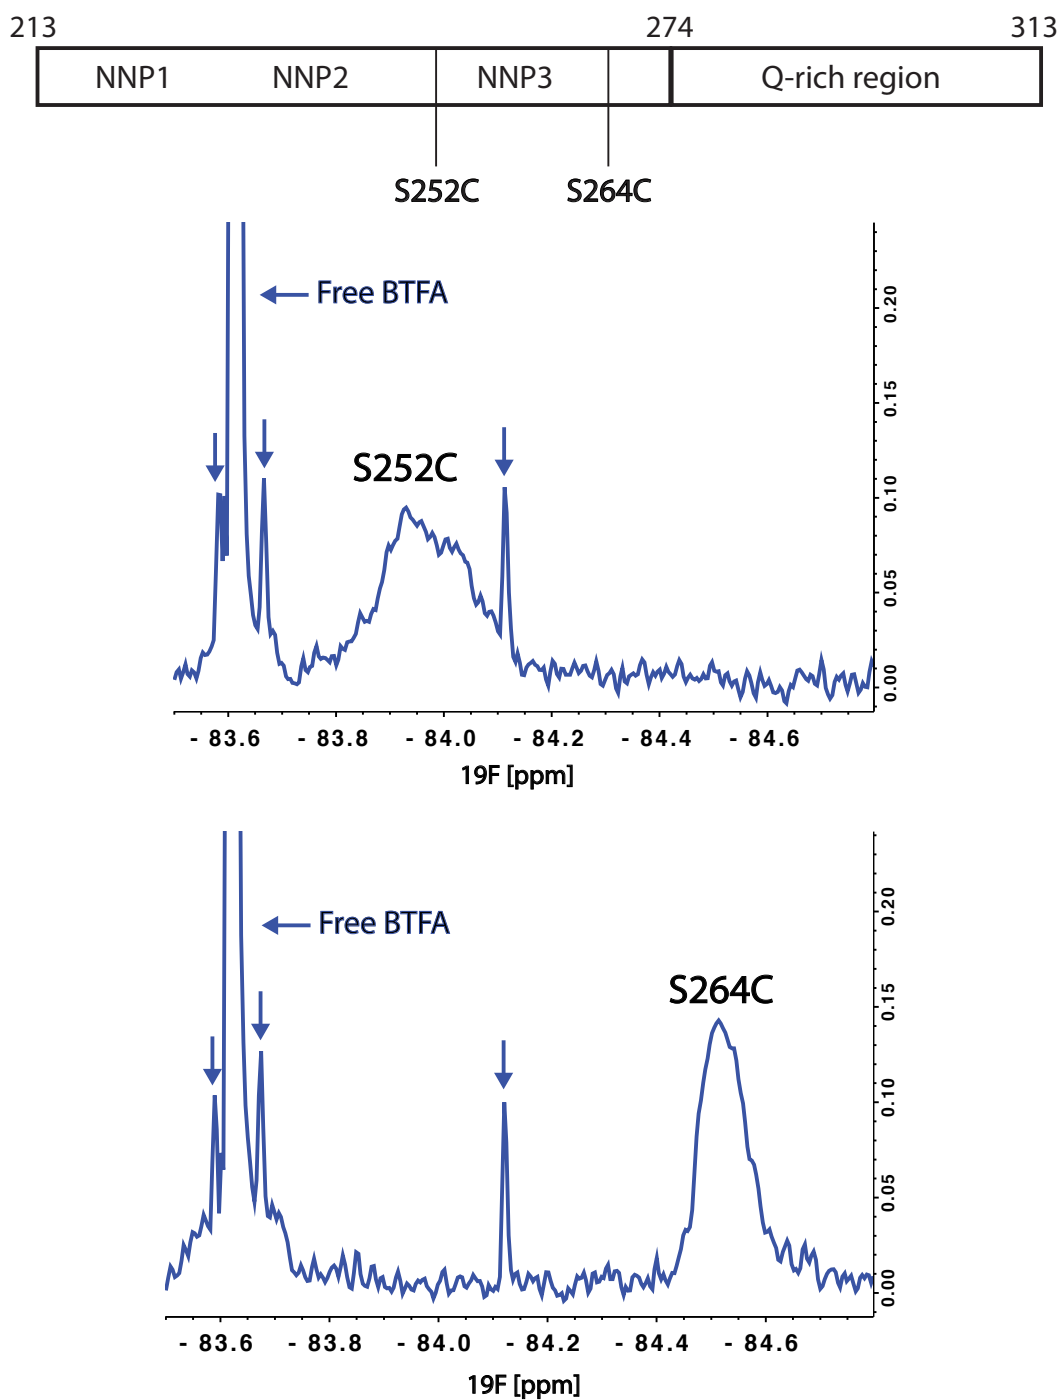 213 274 313
NNP1 NNP2 NNP3 Q-rich region
S252C S264C
Free BTFA
S252C
0.20
0.15
0.10
0.05
0.00
- 83.6 - 83.8 - 84.0 - 84.2 - 84.4 - 84.6
19F [ppm]
Free BTFA
S264C
0.20
0.15
0.10
0.05
0.00
- 83.6 - 83.8 - 84.0 - 84.2 - 84.4 - 84.6
19F [ppm]